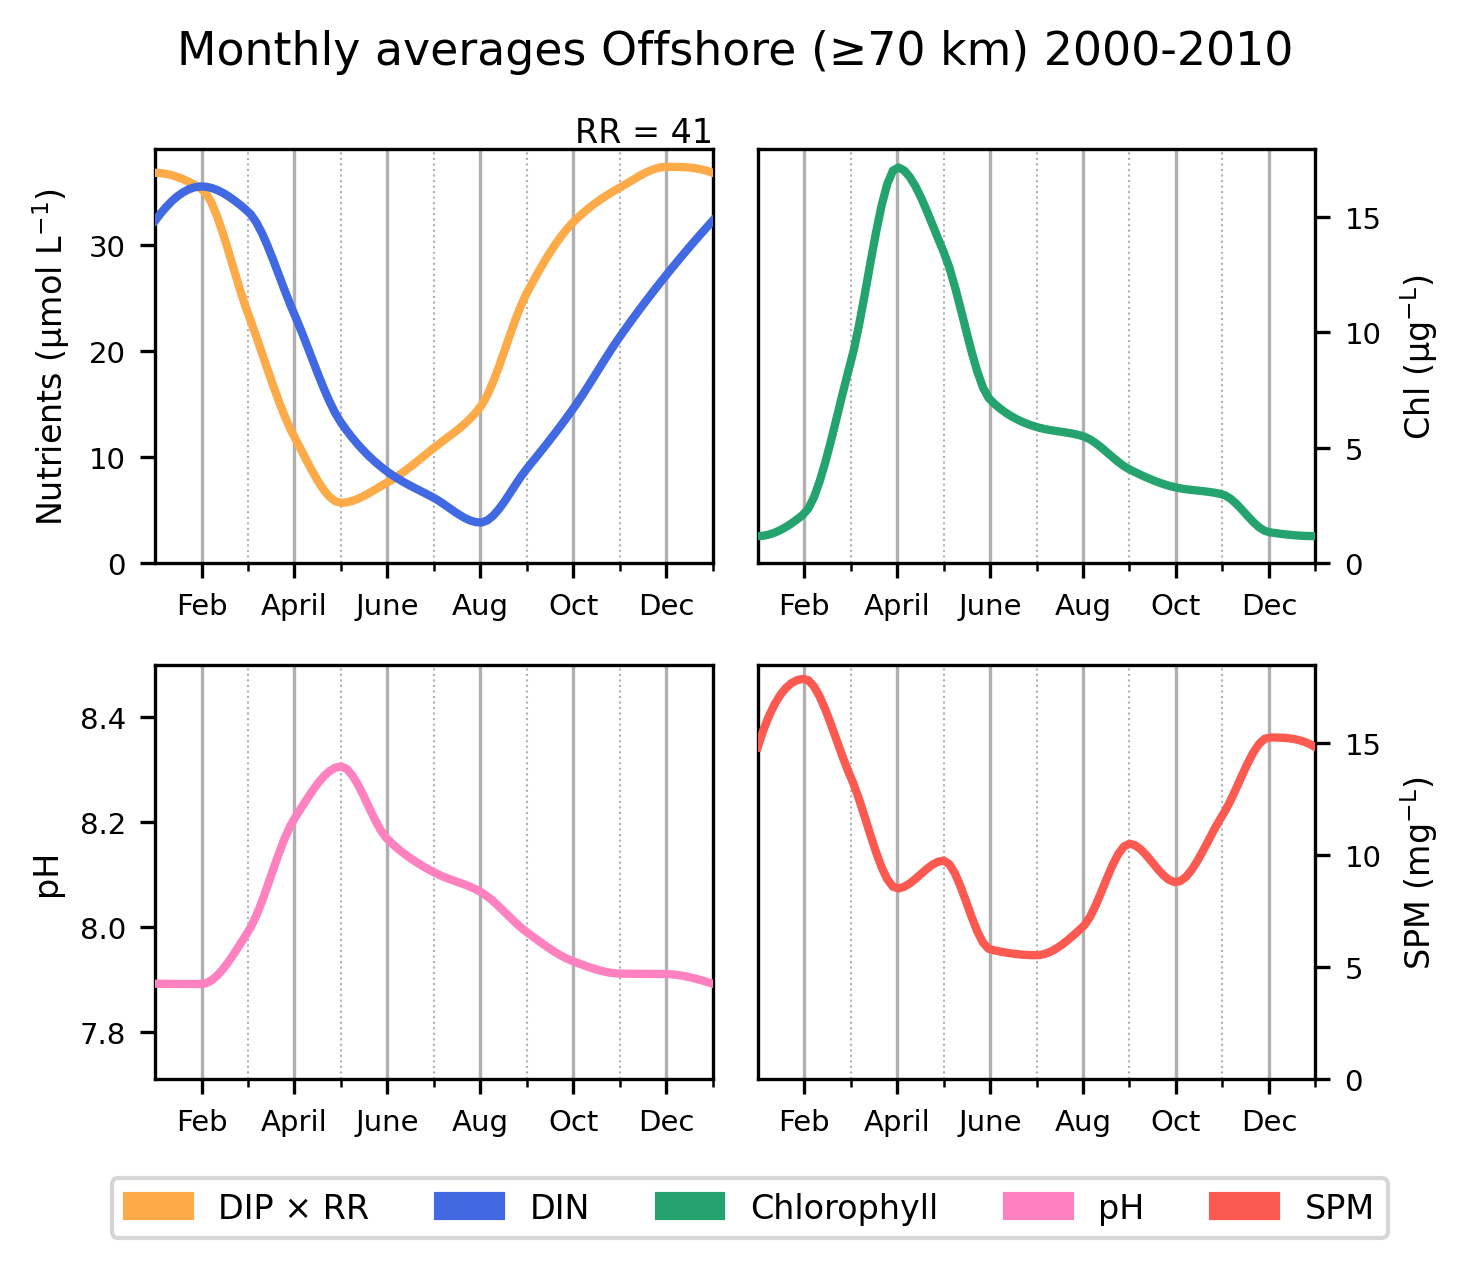 Monthly averages Offshore (≥70 km) 2000-2010
RR = 41
Nutrients (µmol L⁻¹)
30
20
10
0
Feb April June Aug Oct Dec
Chl (µg⁻ᴸ)
15
10
5
0
Feb April June Aug Oct Dec
pH
8.4
8.2
8.0
7.8
Feb April June Aug Oct Dec
SPM (mg⁻ᴸ)
15
10
5
0
Feb April June Aug Oct Dec
DIP × RR DIN Chlorophyll pH SPM